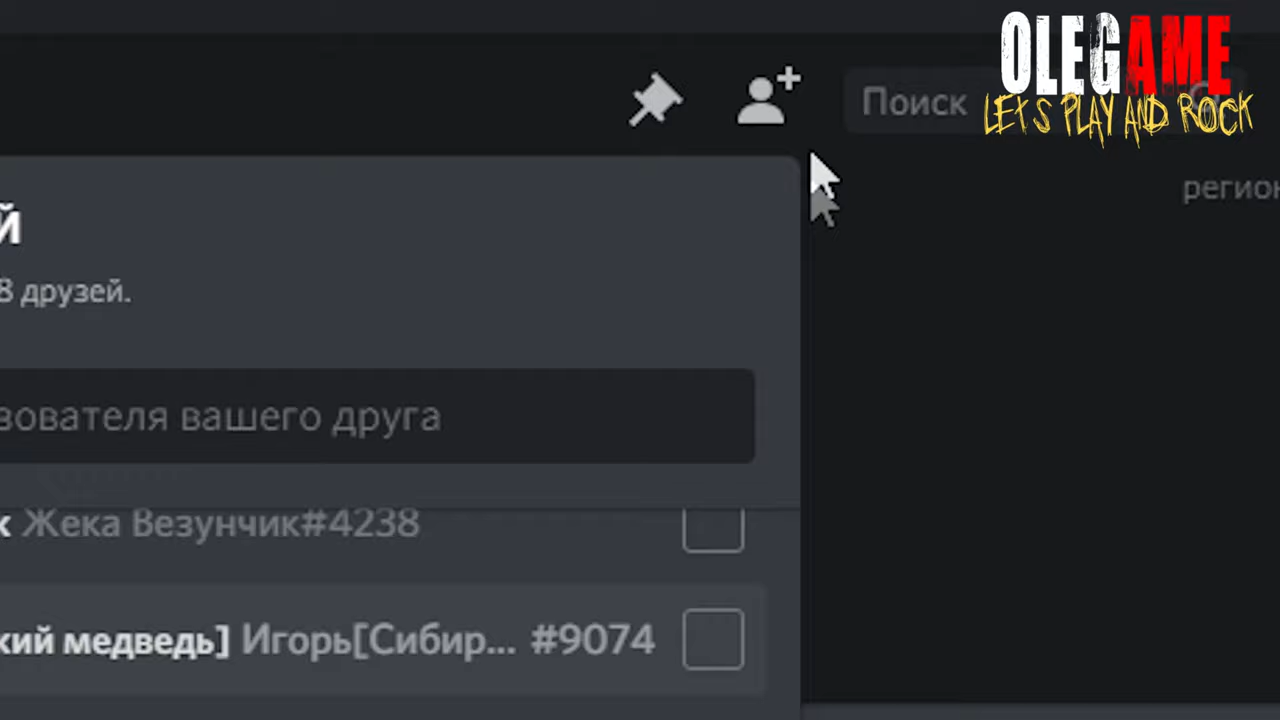 OLEGAME
LET'S PLAY AND ROCK
Поиск
регион
й
8 друзей.
зователя вашего друга
к Жека Везунчик#4238
кий медведь] Игорь[Сибир... #9074